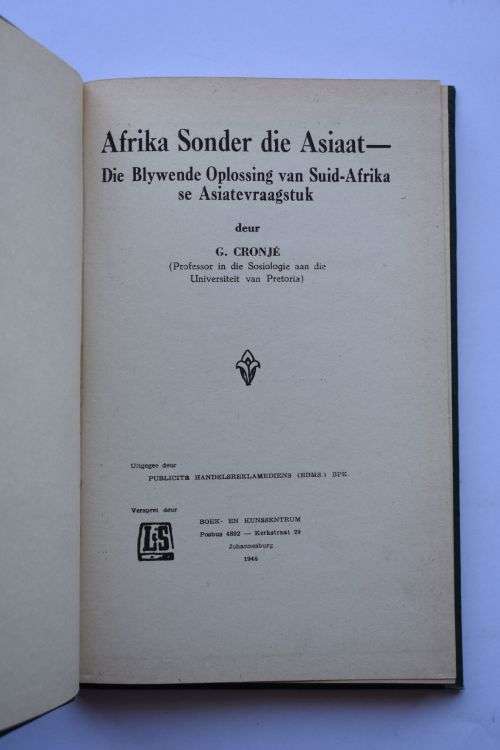 Afrika Sonder die Asiaat—
Die Blywende Oplossing van Suid-Afrika
se Asiatevraagstuk
deur
G. CRONJÉ
(Professor in die Sosiologie aan die
Universiteit van Pretoria)
Uitgegee deur
PUBLICITÉ HANDELSREKLAMEDIENS (EDMS.) BPK.
Versprei deur
L&S
BOEK- EN KUNSSENTRUM
Posbus 4892 — Kerkstraat 29
Johannesburg
1946